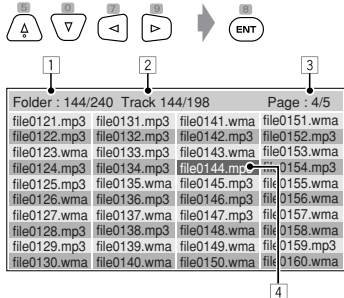 5 0 7 9 8
ENT
1 2 3
Folder : 144/240 Track 144/198 Page : 4/5
file0121.mp3 file0131.mp3 file0141.wma file0151.wma
file0122.mp3 file0132.mp3 file0142.mp3 file0152.mp3
file0123.wma file0133.mp3 file0143.wma file0153.wma
file0124.mp3 file0134.mp3 file0144.mp file0154.mp3
file0125.mp3 file0135.wma file0145.mp3 file0155.wma
file0126.wma file0136.wma file0146.mp3 file0156.wma
file0127.wma file0137.wma file0147.mp3 file0157.wma
file0128.mp3 file0138.mp3 file0148.wma file0158.wma
file0129.mp3 file0139.wma file0149.wma file0159.mp3
file0130.wma file0140.wma file0150.wma file0160.wma
4